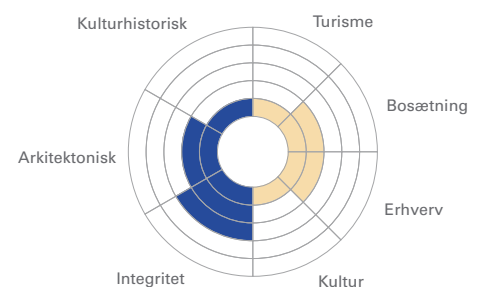 Kulturhistorisk
Turisme
Bosætning
Arkitektonisk
Erhverv
Integritet
Kultur